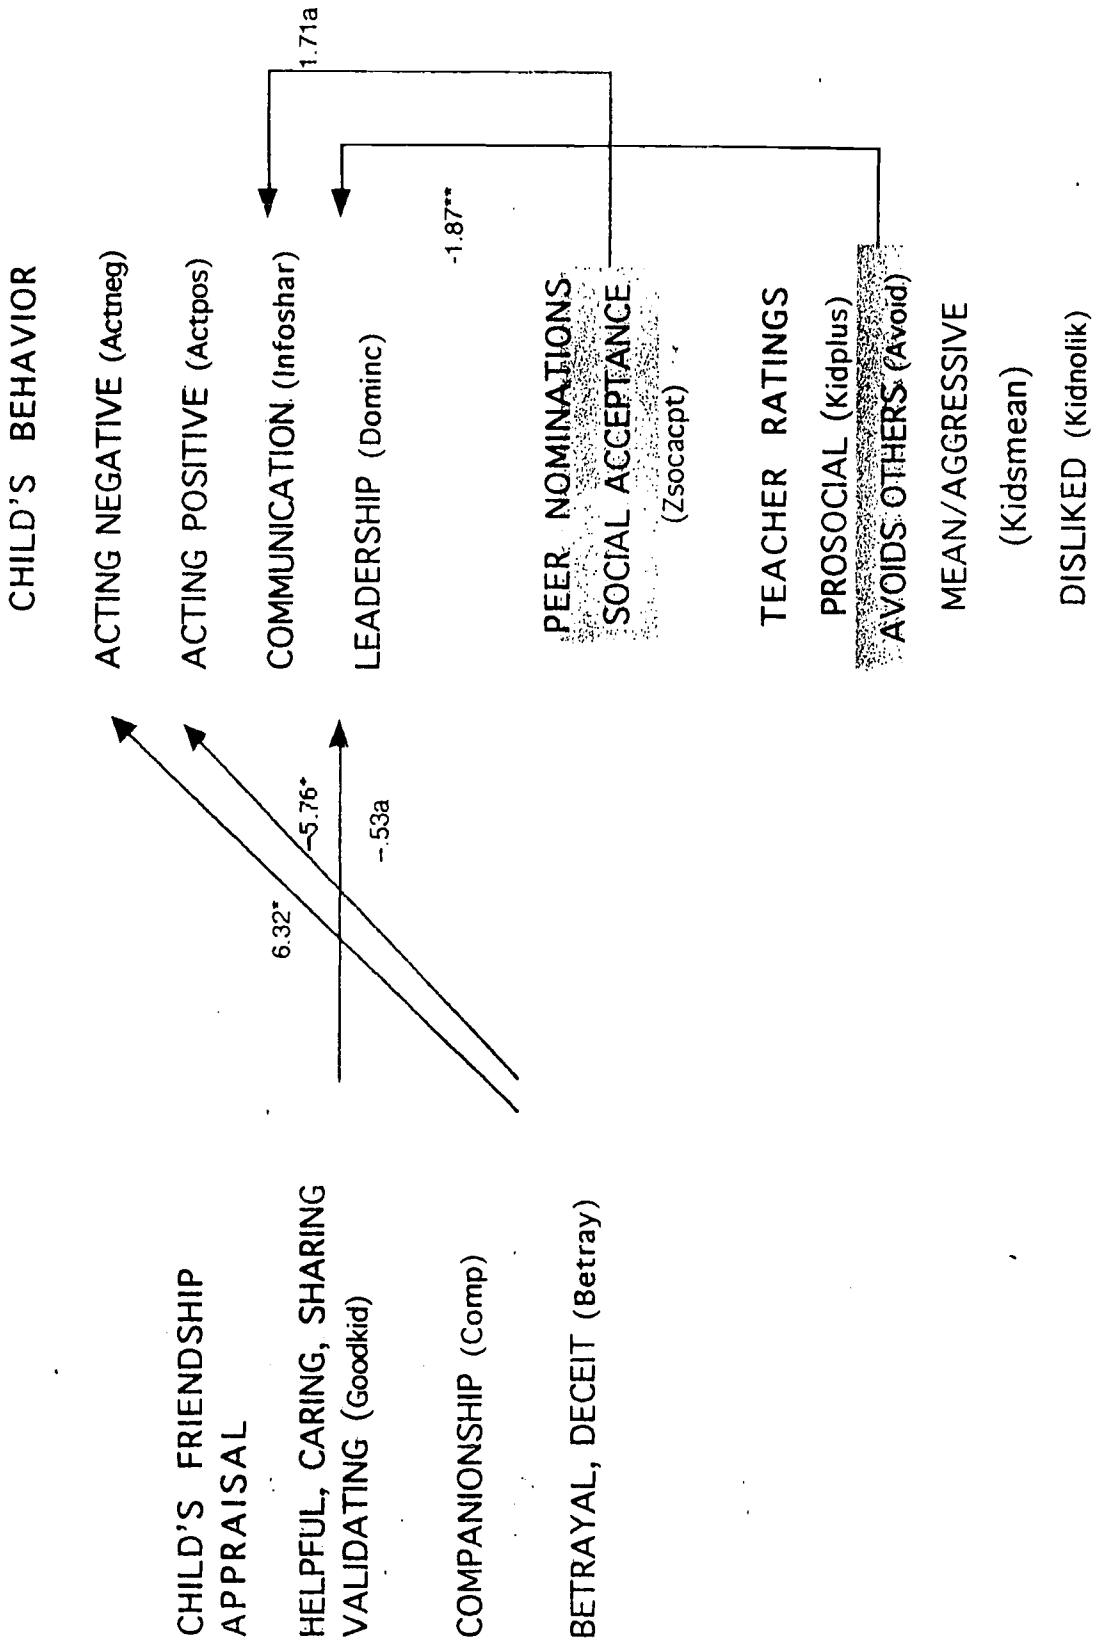 CHILD'S FRIENDSHIP
APPRAISAL
HELPFUL, CARING, SHARING
VALIDATING (Goodkid)
COMPANIONSHIP (Comp)
BETRAYAL, DECEIT (Betray)
6.32*
-5.76*
-.53a
CHILD'S BEHAVIOR
ACTING NEGATIVE (Actneg)
ACTING POSITIVE (Actpos)
COMMUNICATION (Infoshar)
LEADERSHIP (Dominc)
1.71a
-1.87**
PEER NOMINATIONS
SOCIAL ACCEPTANCE
(Zsocacpt)
TEACHER RATINGS
PROSOCIAL (Kidplus)
AVOIDS OTHERS (Avoid)
MEAN/AGGRESSIVE
(Kidsmean)
DISLIKED (Kidnolik)